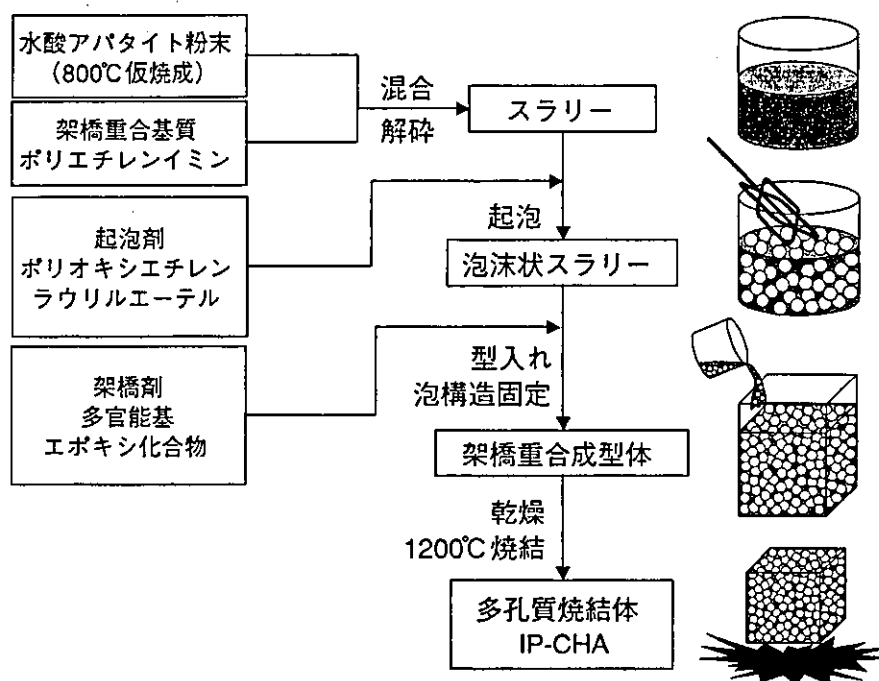 水酸アパタイト粉末
(800℃仮焼成)
架橋重合基質
ポリエチレンイミン
混合
解砕
スラリー
起泡剤
ポリオキシエチレン
ラウリルエーテル
起泡
泡沫状スラリー
架橋剤
多官能基
エポキシ化合物
型入れ
泡構造固定
架橋重合成型体
乾燥
1200℃焼結
多孔質焼結体
IP-CHA